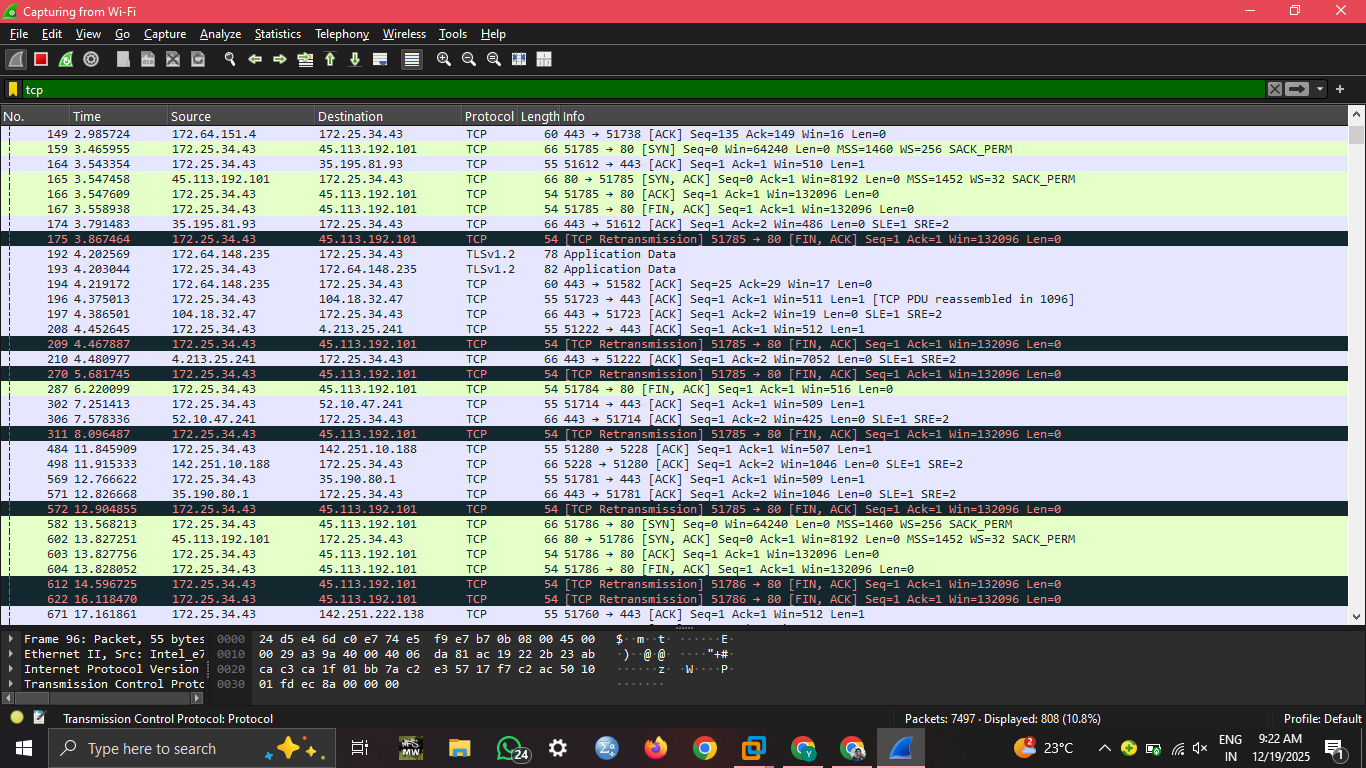 Capturing from Wi-Fi
File Edit View Go Capture Analyze Statistics Telephony Wireless Tools Help
tcp
No. Time Source Destination Protocol Length Info
149 2.985724 172.64.151.4 172.25.34.43 TCP 60 443 → 51738 [ACK] Seq=135 Ack=149 Win=16 Len=0
159 3.465955 172.25.34.43 45.113.192.101 TCP 66 51785 → 80 [SYN] Seq=0 Win=64240 Len=0 MSS=1460 WS=256 SACK_PERM
164 3.543354 172.25.34.43 35.195.81.93 TCP 55 51612 → 443 [ACK] Seq=1 Ack=1 Win=510 Len=1
165 3.547458 45.113.192.101 172.25.34.43 TCP 66 80 → 51785 [SYN, ACK] Seq=0 Ack=1 Win=8192 Len=0 MSS=1452 WS=32 SACK_PERM
166 3.547609 172.25.34.43 45.113.192.101 TCP 54 51785 → 80 [ACK] Seq=1 Ack=1 Win=132096 Len=0
167 3.558938 172.25.34.43 45.113.192.101 TCP 54 51785 → 80 [FIN, ACK] Seq=1 Ack=1 Win=132096 Len=0
174 3.791483 35.195.81.93 172.25.34.43 TCP 66 443 → 51612 [ACK] Seq=1 Ack=2 Win=486 Len=0 SLE=1 SRE=2
175 3.867464 172.25.34.43 45.113.192.101 TCP 54 [TCP Retransmission] 51785 → 80 [FIN, ACK] Seq=1 Ack=1 Win=132096 Len=0
192 4.202569 172.64.148.235 172.25.34.43 TLSv1.2 78 Application Data
193 4.203044 172.25.34.43 172.64.148.235 TLSv1.2 82 Application Data
194 4.219172 172.64.148.235 172.25.34.43 TCP 60 443 → 51582 [ACK] Seq=25 Ack=29 Win=17 Len=0
196 4.375013 172.25.34.43 104.18.32.47 TCP 55 51723 → 443 [ACK] Seq=1 Ack=1 Win=511 Len=1 [TCP PDU reassembled in 1096]
197 4.386501 104.18.32.47 172.25.34.43 TCP 66 443 → 51723 [ACK] Seq=1 Ack=2 Win=19 Len=0 SLE=1 SRE=2
208 4.452645 172.25.34.43 4.213.25.241 TCP 55 51222 → 443 [ACK] Seq=1 Ack=1 Win=512 Len=1
209 4.467887 172.25.34.43 45.113.192.101 TCP 54 [TCP Retransmission] 51785 → 80 [FIN, ACK] Seq=1 Ack=1 Win=132096 Len=0
210 4.480977 4.213.25.241 172.25.34.43 TCP 66 443 → 51222 [ACK] Seq=1 Ack=2 Win=7052 Len=0 SLE=1 SRE=2
270 5.681745 172.25.34.43 45.113.192.101 TCP 54 [TCP Retransmission] 51785 → 80 [FIN, ACK] Seq=1 Ack=1 Win=132096 Len=0
287 6.220099 172.25.34.43 45.113.192.101 TCP 54 51784 → 80 [FIN, ACK] Seq=1 Ack=1 Win=516 Len=0
302 7.251413 172.25.34.43 52.10.47.241 TCP 55 51714 → 443 [ACK] Seq=1 Ack=1 Win=509 Len=1
306 7.578336 52.10.47.241 172.25.34.43 TCP 66 443 → 51714 [ACK] Seq=1 Ack=2 Win=425 Len=0 SLE=1 SRE=2
311 8.096487 172.25.34.43 45.113.192.101 TCP 54 [TCP Retransmission] 51785 → 80 [FIN, ACK] Seq=1 Ack=1 Win=132096 Len=0
484 11.845909 172.25.34.43 142.251.10.188 TCP 55 51280 → 5228 [ACK] Seq=1 Ack=1 Win=507 Len=1
498 11.915333 142.251.10.188 172.25.34.43 TCP 66 5228 → 51280 [ACK] Seq=1 Ack=2 Win=1046 Len=0 SLE=1 SRE=2
569 12.766622 172.25.34.43 35.190.80.1 TCP 55 51781 → 443 [ACK] Seq=1 Ack=1 Win=509 Len=1
571 12.826668 35.190.80.1 172.25.34.43 TCP 66 443 → 51781 [ACK] Seq=1 Ack=2 Win=1046 Len=0 SLE=1 SRE=2
572 12.904855 172.25.34.43 45.113.192.101 TCP 54 [TCP Retransmission] 51785 → 80 [FIN, ACK] Seq=1 Ack=1 Win=132096 Len=0
582 13.568213 172.25.34.43 45.113.192.101 TCP 66 51786 → 80 [SYN] Seq=0 Win=64240 Len=0 MSS=1460 WS=256 SACK_PERM
602 13.827251 45.113.192.101 172.25.34.43 TCP 66 80 → 51786 [SYN, ACK] Seq=0 Ack=1 Win=8192 Len=0 MSS=1452 WS=32 SACK_PERM
603 13.827756 172.25.34.43 45.113.192.101 TCP 54 51786 → 80 [ACK] Seq=1 Ack=1 Win=132096 Len=0
604 13.828052 172.25.34.43 45.113.192.101 TCP 54 51786 → 80 [FIN, ACK] Seq=1 Ack=1 Win=132096 Len=0
612 14.596725 172.25.34.43 45.113.192.101 TCP 54 [TCP Retransmission] 51786 → 80 [FIN, ACK] Seq=1 Ack=1 Win=132096 Len=0
622 16.118470 172.25.34.43 45.113.192.101 TCP 54 [TCP Retransmission] 51786 → 80 [FIN, ACK] Seq=1 Ack=1 Win=132096 Len=0
671 17.161861 172.25.34.43 142.251.222.138 TCP 55 51760 → 443 [ACK] Seq=1 Ack=1 Win=512 Len=1
Frame 96: Packet, 55 bytes
Ethernet II, Src: Intel_e7
Internet Protocol Version
Transmission Control Proto
0000 24 d5 e4 6d c0 e7 74 e5 f9 e7 b7 0b 08 00 45 00 $··m··t· ······E·
0010 00 29 a3 9a 40 00 40 06 da 81 ac 19 22 2b 23 ab ·)··@·@· ····"+#·
0020 ca c3 ca 1f 01 bb 7a c2 e3 57 17 f7 c2 ac 50 10 ······z· ·W····P·
0030 01 fd ec 8a 00 00 00 ·······
Transmission Control Protocol: Protocol
Packets: 7497 · Displayed: 808 (10.8%)
Profile: Default
Type here to search
MW
24
Y
2
23°C
ENG
IN
9:22 AM
12/19/2025
1